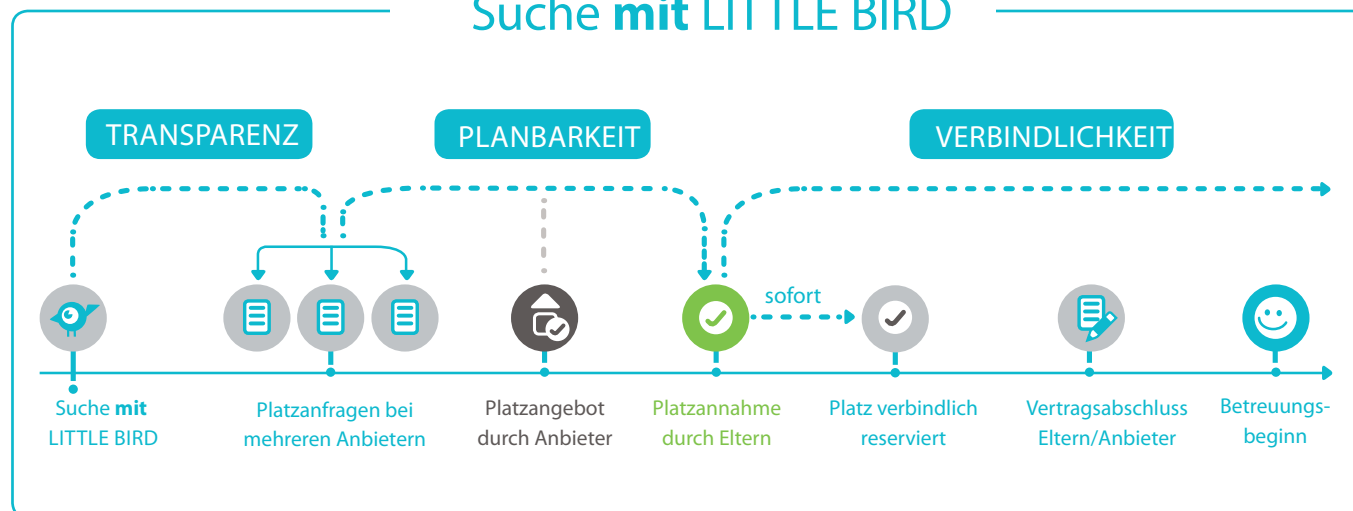 Suche mit LITTLE BIRD
TRANSPARENZ
PLANBARKEIT
VERBINDLICHKEIT
sofort
Suche mit
LITTLE BIRD
Platzanfragen bei
mehreren Anbietern
Platzangebot
durch Anbieter
Platzannahme
durch Eltern
Platz verbindlich
reserviert
Vertragsabschluss
Eltern/Anbieter
Betreuungs-
beginn